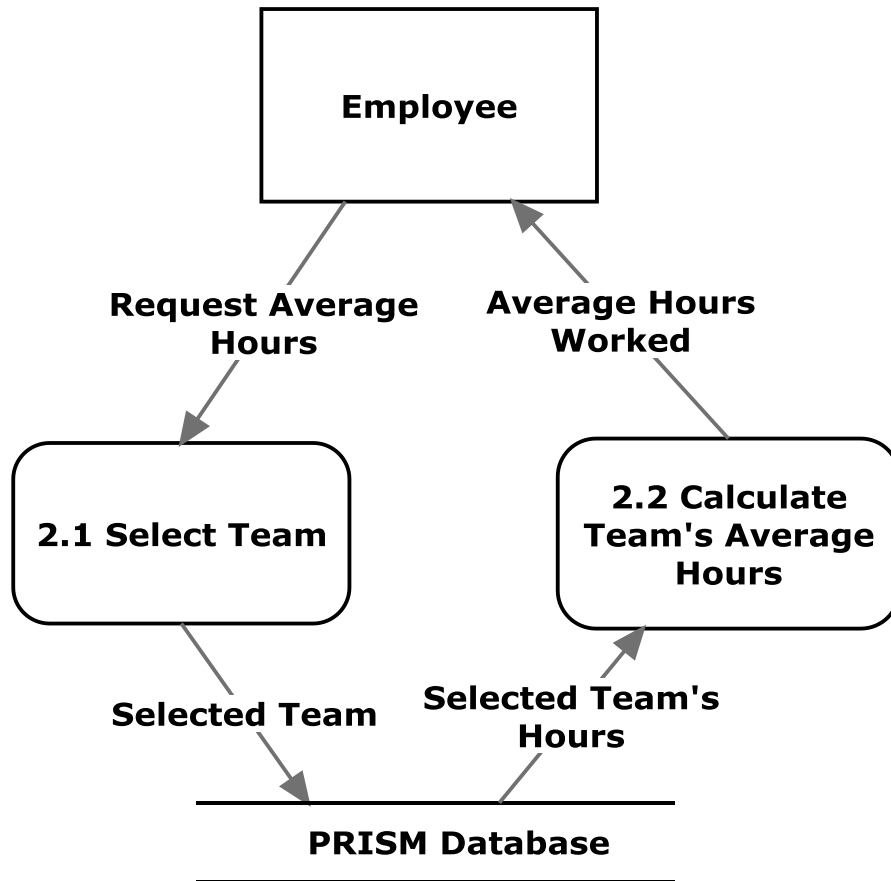 Employee
Request Average
Hours
Average Hours
Worked
2.1 Select Team
2.2 Calculate
Team's Average
Hours
Selected Team
Selected Team's
Hours
PRISM Database